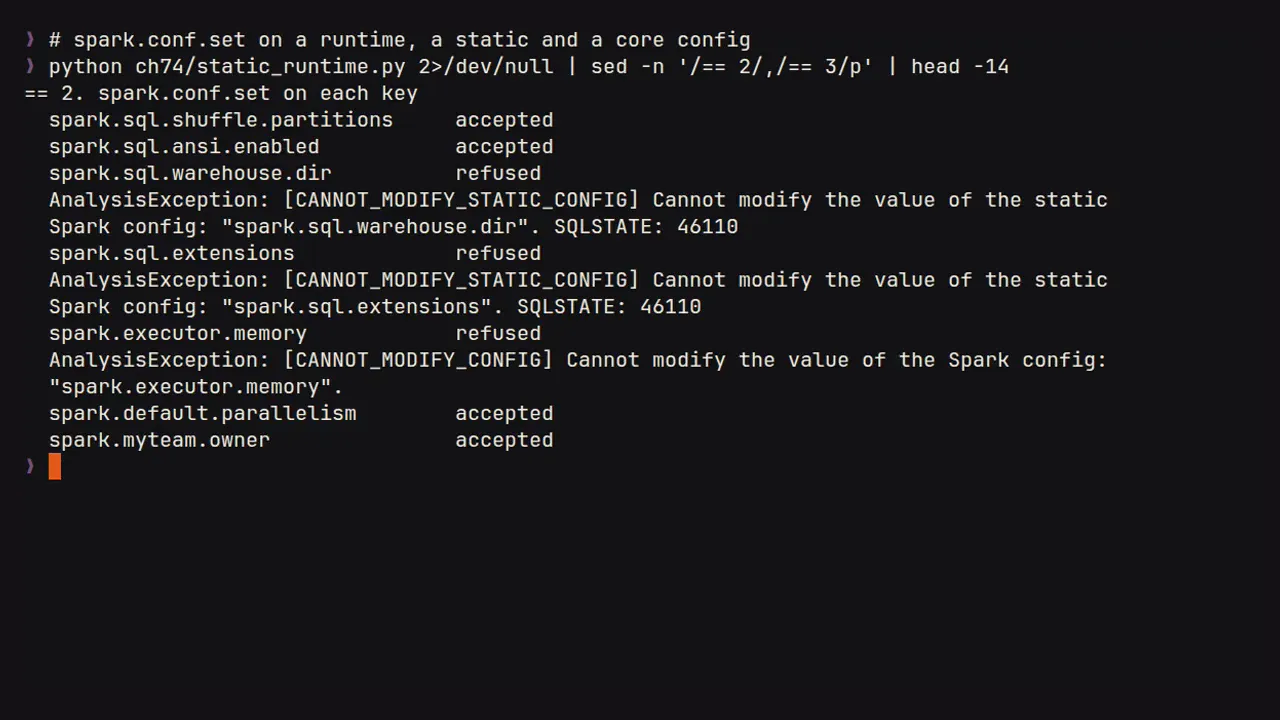 ❯ # spark.conf.set on a runtime, a static and a core config
❯ python ch74/static_runtime.py 2>/dev/null | sed -n '/== 2/,/== 3/p' | head -14
== 2. spark.conf.set on each key
  spark.sql.shuffle.partitions     accepted
  spark.sql.ansi.enabled           accepted
  spark.sql.warehouse.dir          refused
  AnalysisException: [CANNOT_MODIFY_STATIC_CONFIG] Cannot modify the value of the static
  Spark config: "spark.sql.warehouse.dir". SQLSTATE: 46110
  spark.sql.extensions             refused
  AnalysisException: [CANNOT_MODIFY_STATIC_CONFIG] Cannot modify the value of the static
  Spark config: "spark.sql.extensions". SQLSTATE: 46110
  spark.executor.memory            refused
  AnalysisException: [CANNOT_MODIFY_CONFIG] Cannot modify the value of the Spark config:
  "spark.executor.memory".
  spark.default.parallelism        accepted
  spark.myteam.owner               accepted
❯